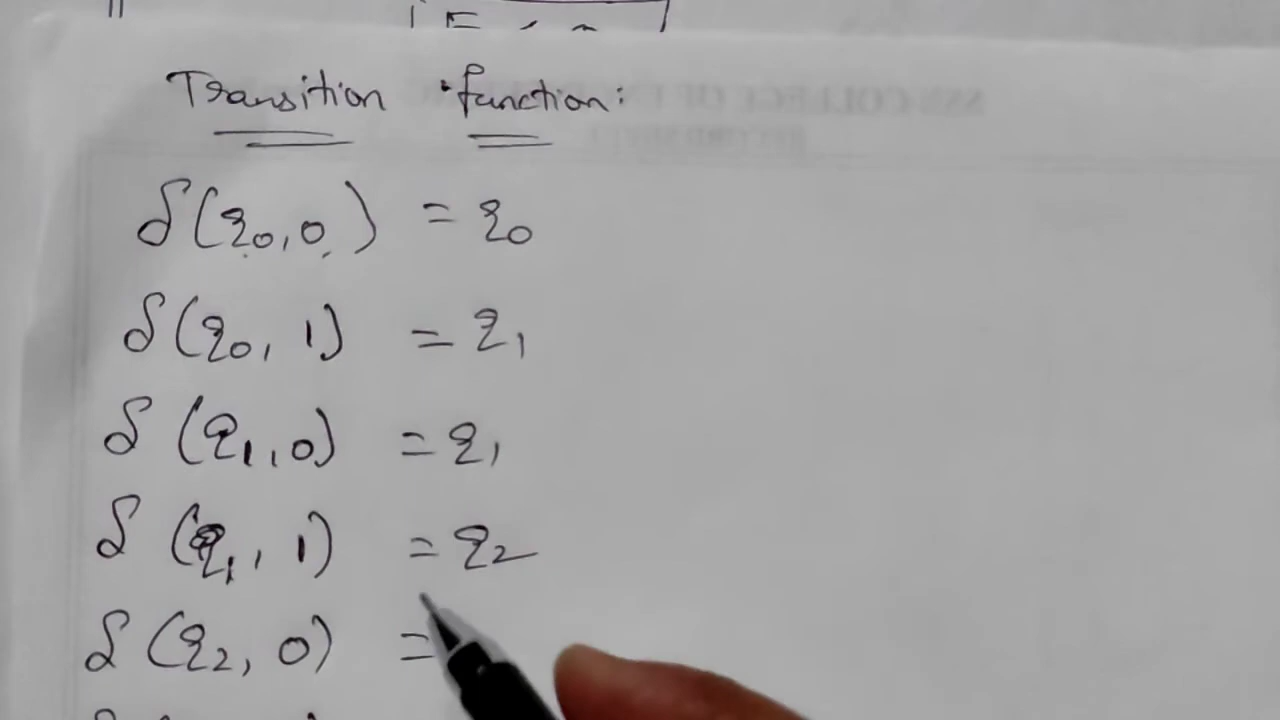 Transition function:
δ(q0, 0) = q0
δ(q0, 1) = q1
δ(q1, 0) = q1
δ(q1, 1) = q2
δ(q2, 0) =